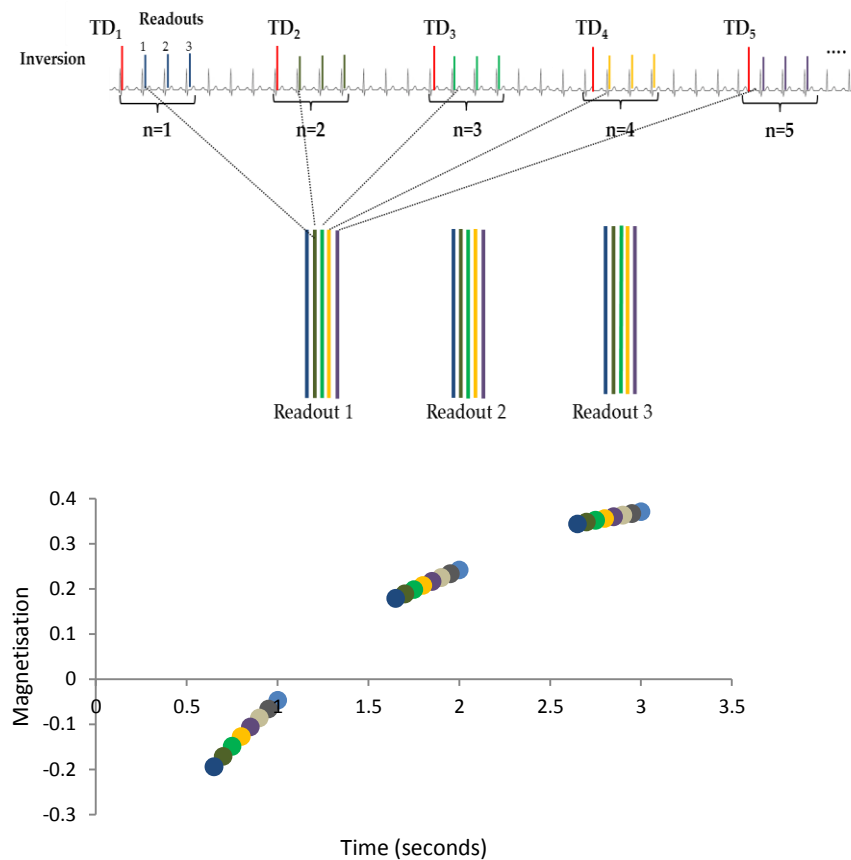 Readouts
TD1 TD2 TD3 TD4 TD5
1 2 3
Inversion
....
n=1 n=2 n=3 n=4 n=5
Readout 1 Readout 2 Readout 3
0.4
0.3
0.2
0.1
0
0 0.5 1 1.5 2 2.5 3 3.5
-0.1
-0.2
-0.3
Magnetisation
Time (seconds)